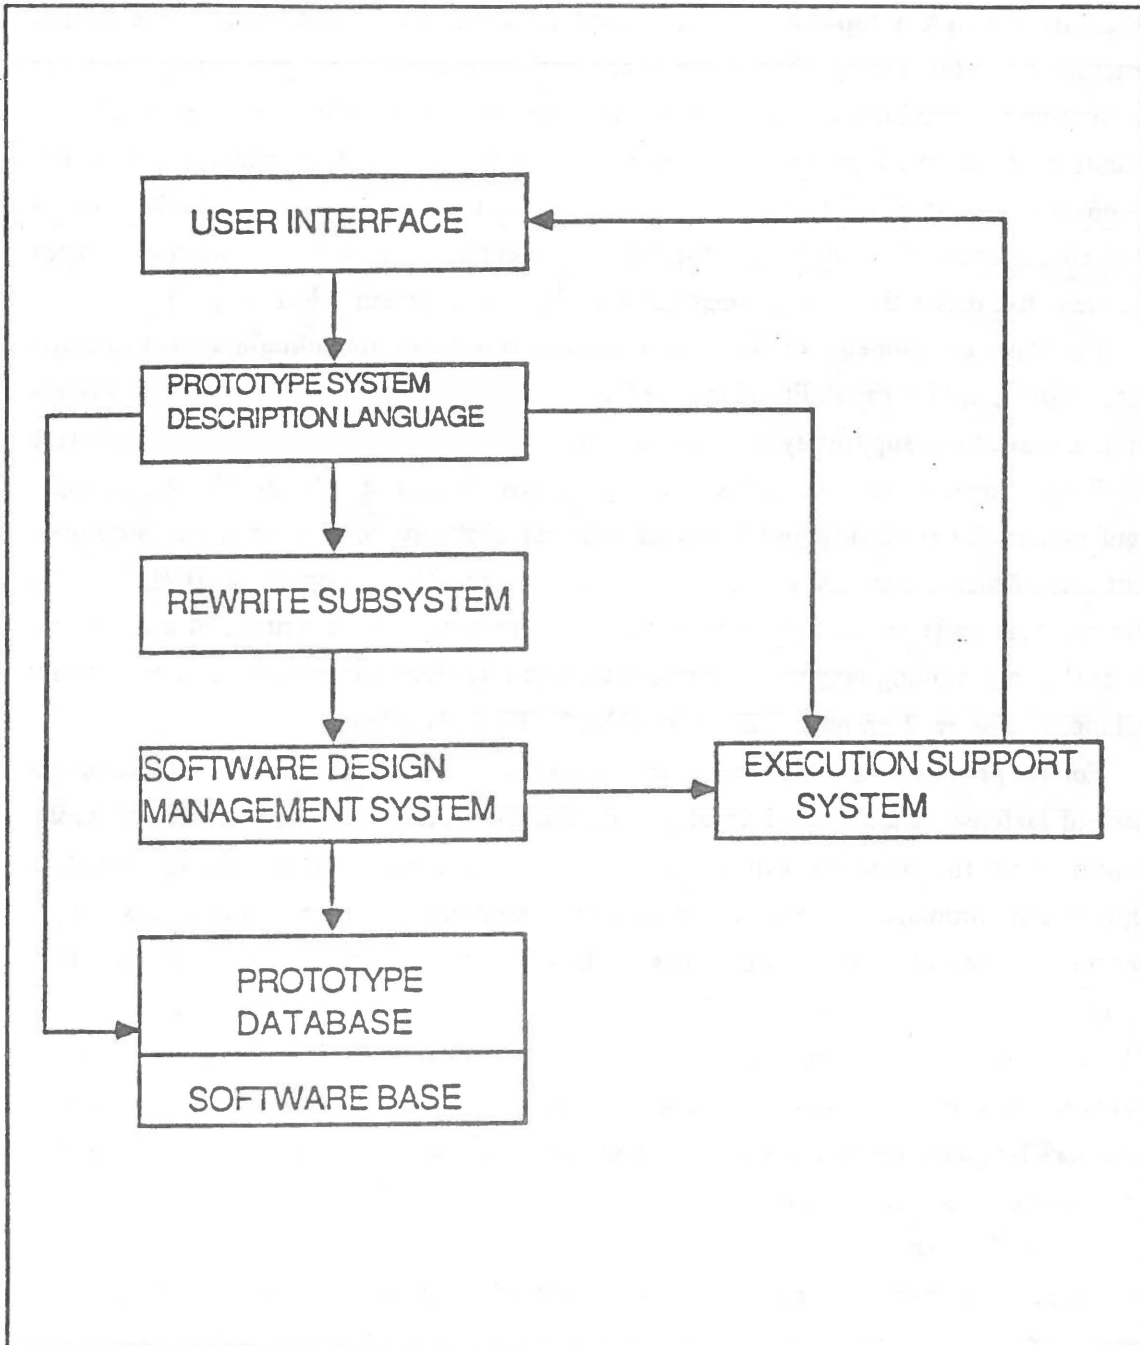 USER INTERFACE
PROTOTYPE SYSTEM
DESCRIPTION LANGUAGE
REWRITE SUBSYSTEM
SOFTWARE DESIGN
MANAGEMENT SYSTEM
EXECUTION SUPPORT
SYSTEM
PROTOTYPE
DATABASE
SOFTWARE BASE